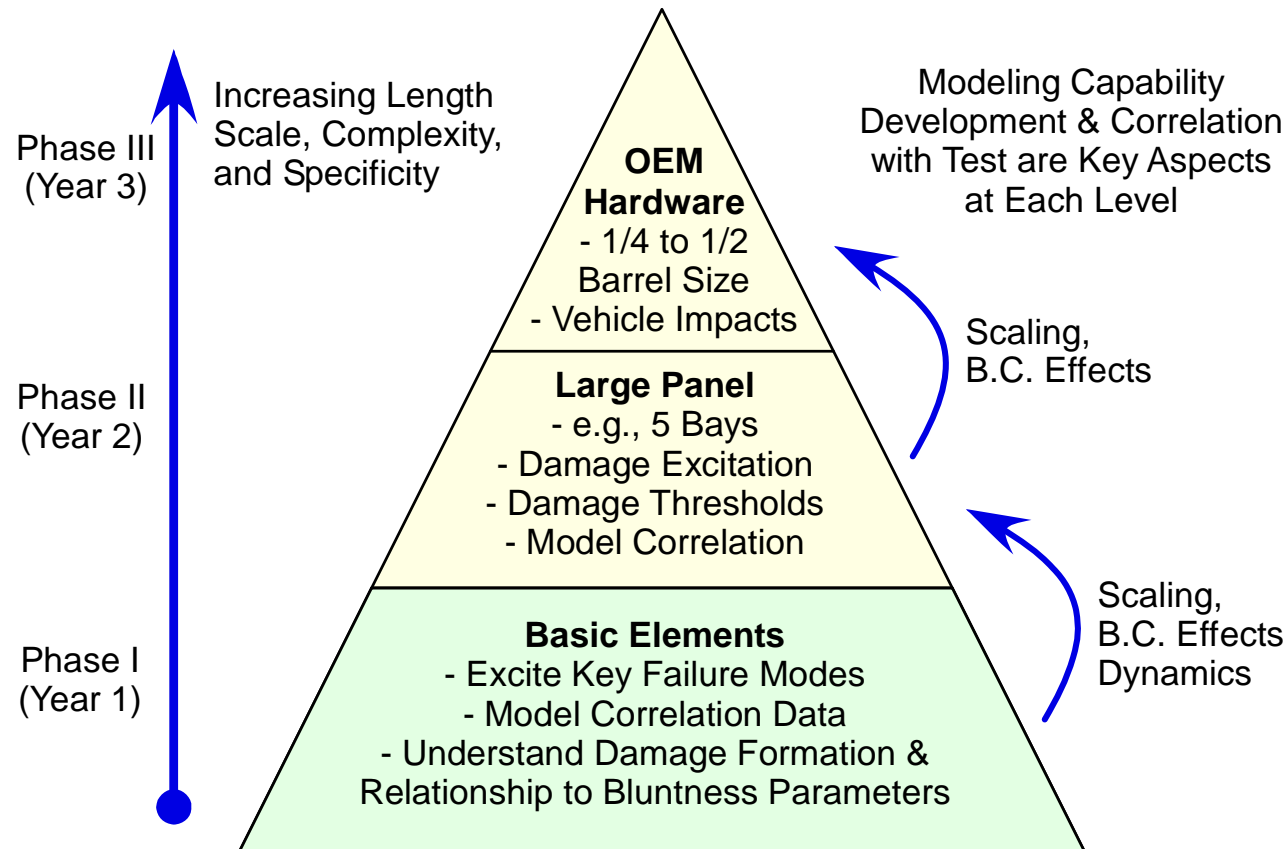 Phase III
(Year 3)
Increasing Length
Scale, Complexity,
and Specificity
OEM
Hardware
- 1/4 to 1/2
Barrel Size
- Vehicle Impacts
Modeling Capability
Development & Correlation
with Test are Key Aspects
at Each Level
Scaling,
B.C. Effects
Phase II
(Year 2)
Large Panel
- e.g., 5 Bays
- Damage Excitation
- Damage Thresholds
- Model Correlation
Scaling,
B.C. Effects
Dynamics
Phase I
(Year 1)
Basic Elements
- Excite Key Failure Modes
- Model Correlation Data
- Understand Damage Formation &
Relationship to Bluntness Parameters